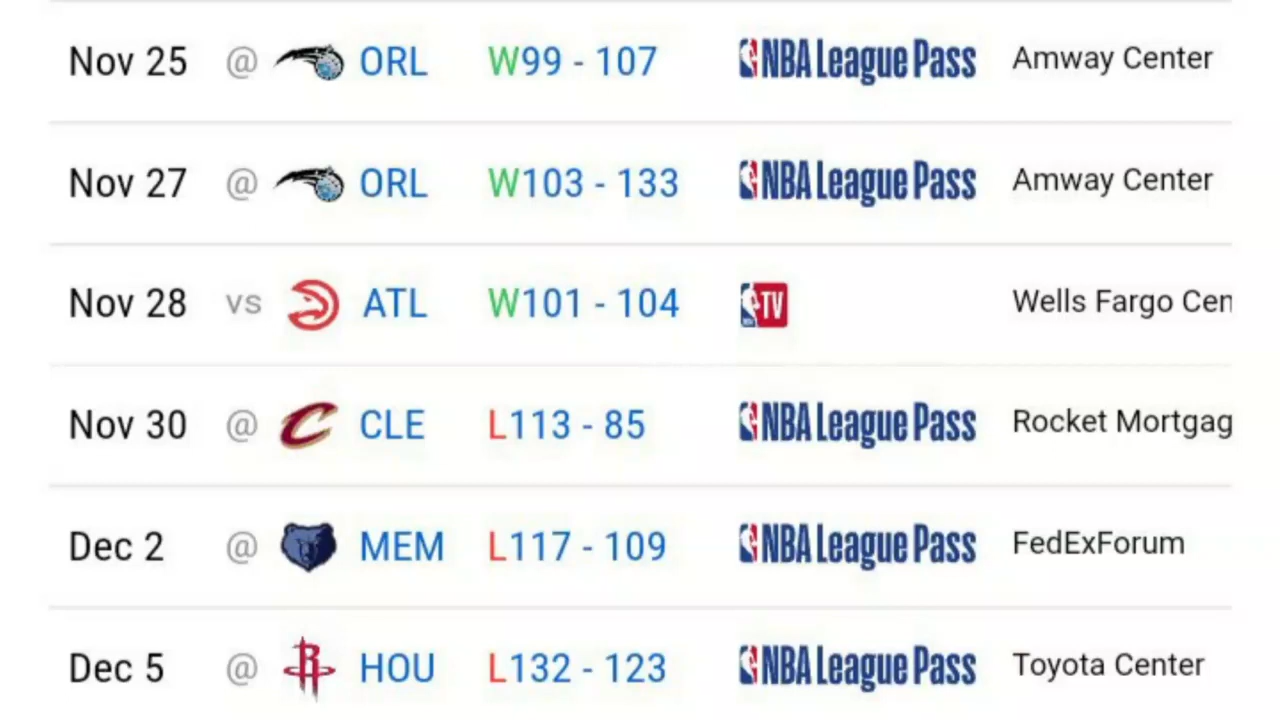 Nov 25 @ ORL W99 - 107 NBA League Pass Amway Center
Nov 27 @ ORL W103 - 133 NBA League Pass Amway Center
Nov 28 vs ATL W101 - 104 TV Wells Fargo Cen
Nov 30 @ C CLE L113 - 85 NBA League Pass Rocket Mortgag
Dec 2 @ MEM L117 - 109 NBA League Pass FedExForum
Dec 5 @ R HOU L132 - 123 NBA League Pass Toyota Center